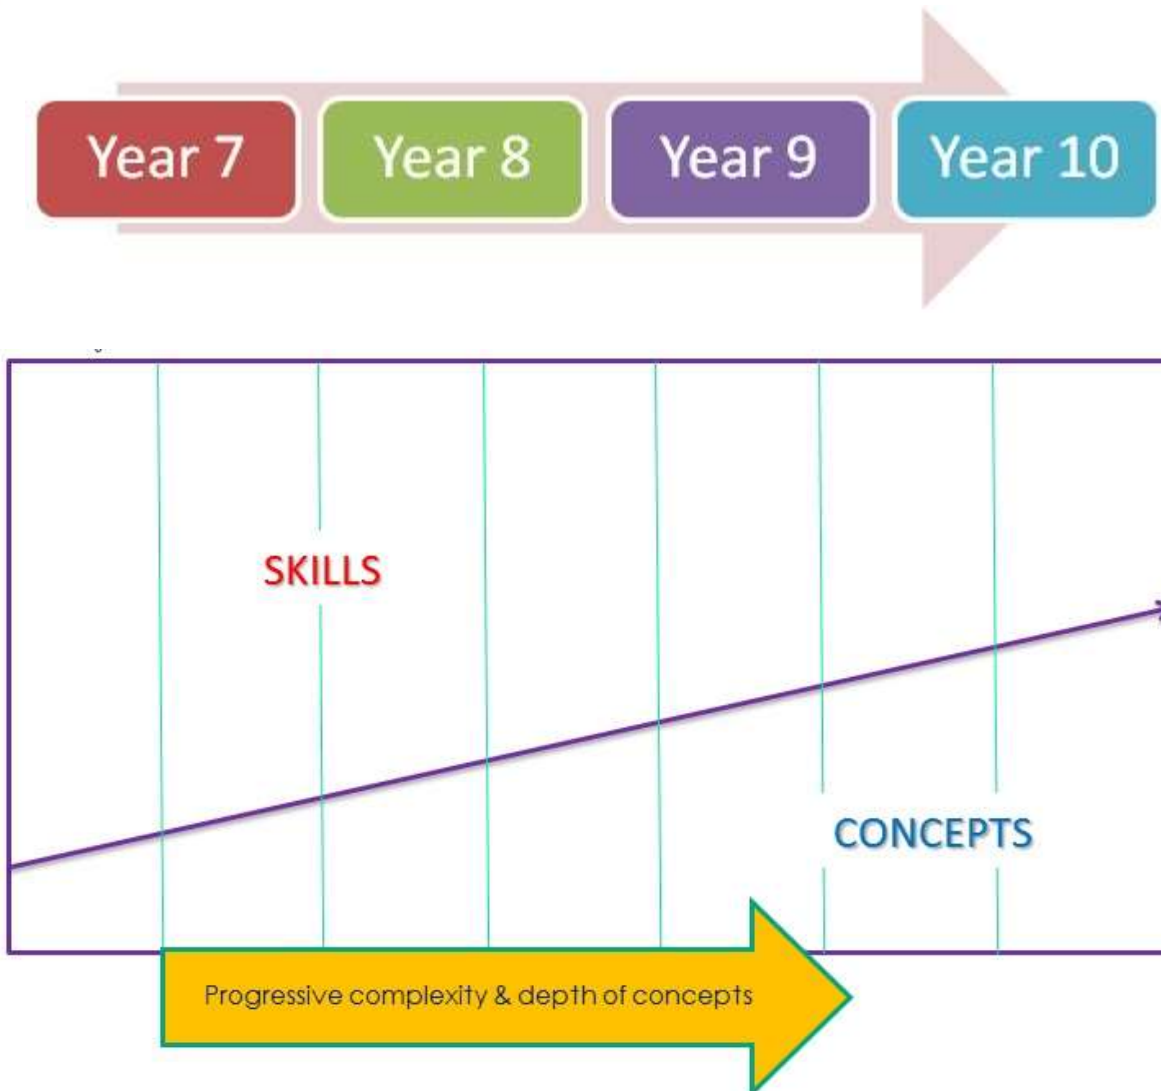 Year 7
Year 8
Year 9
Year 10
SKILLS
CONCEPTS
Progressive complexity & depth of concepts